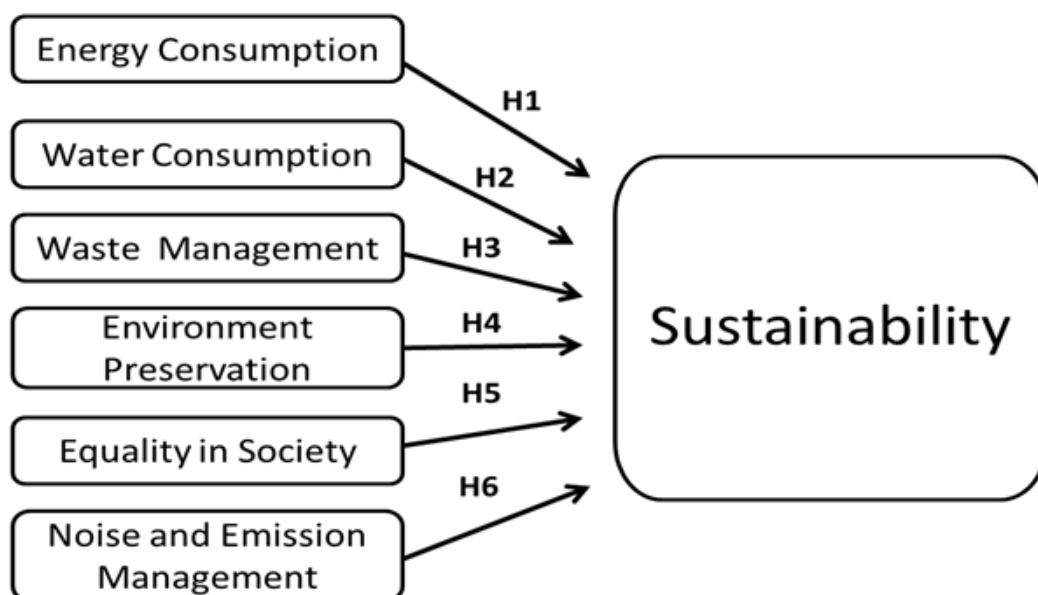 Energy Consumption
H1
Water Consumption
H2
Waste Management
H3
Environment
Preservation
H4
Equality in Society
H5
Noise and Emission
Management
H6
Sustainability